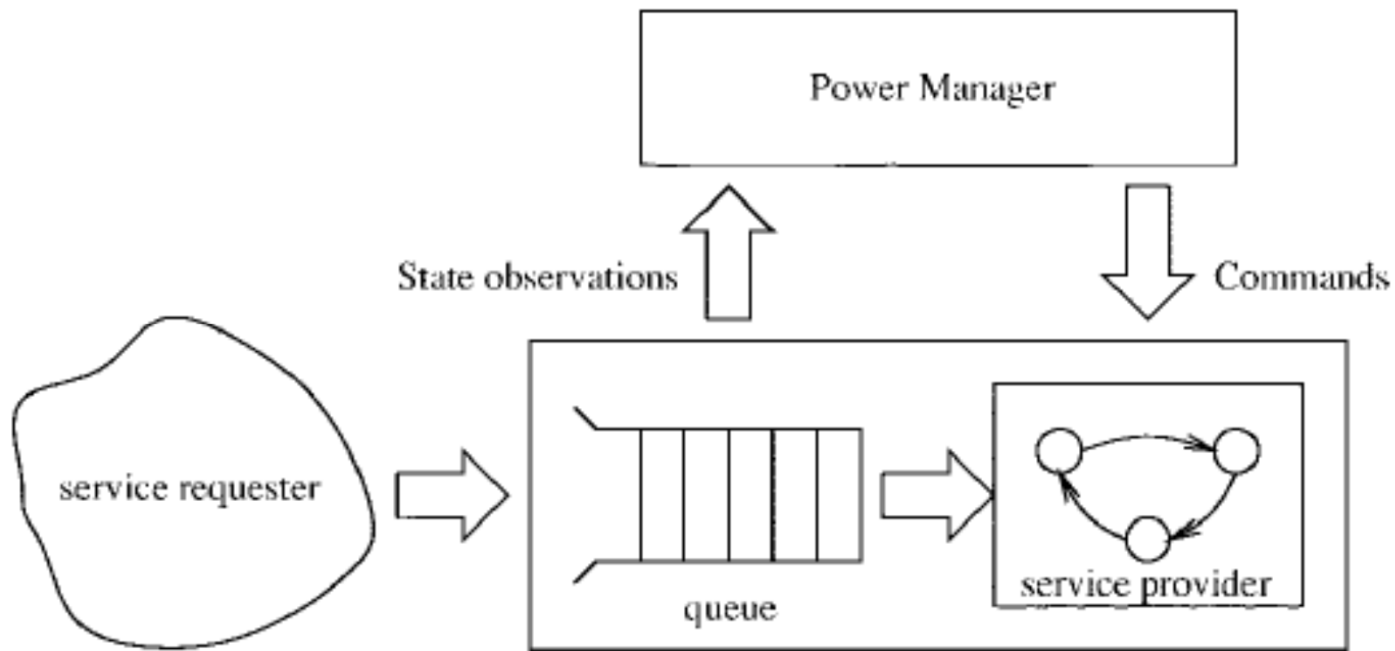 Power Manager
State observations
Commands
service requester
queue
service provider